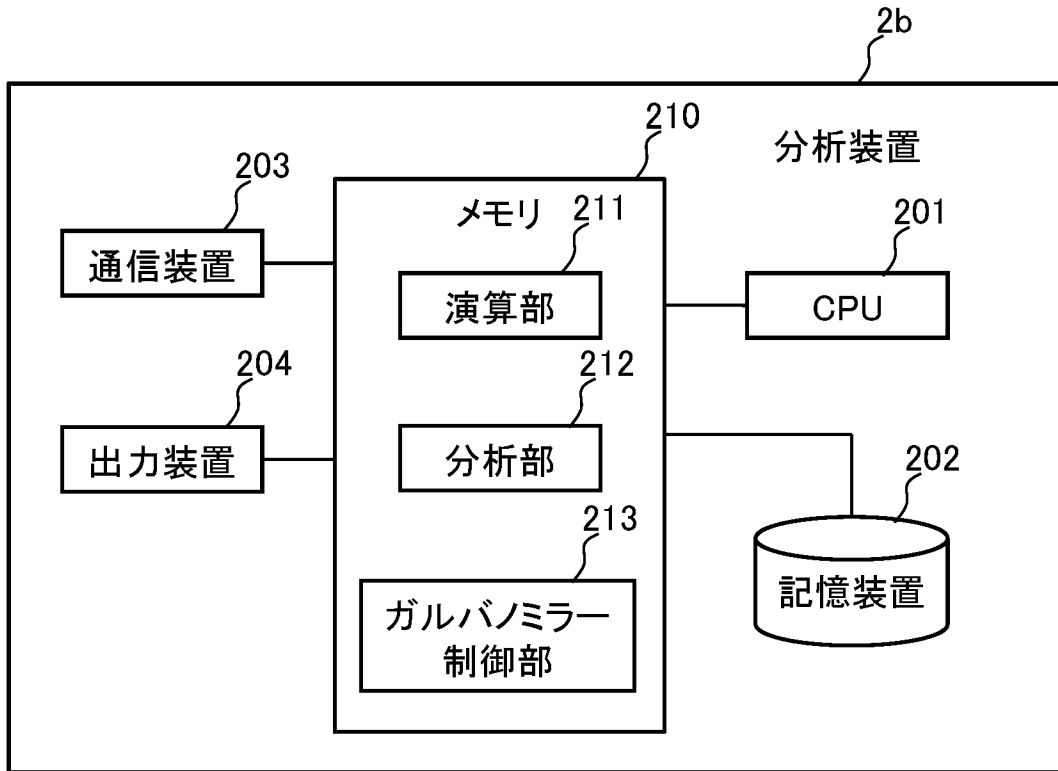 2b
210
分析装置
203
メモリ
211
201
通信装置
演算部
CPU
204
212
出力装置
分析部
202
213
記憶装置
ガルバノミラー
制御部